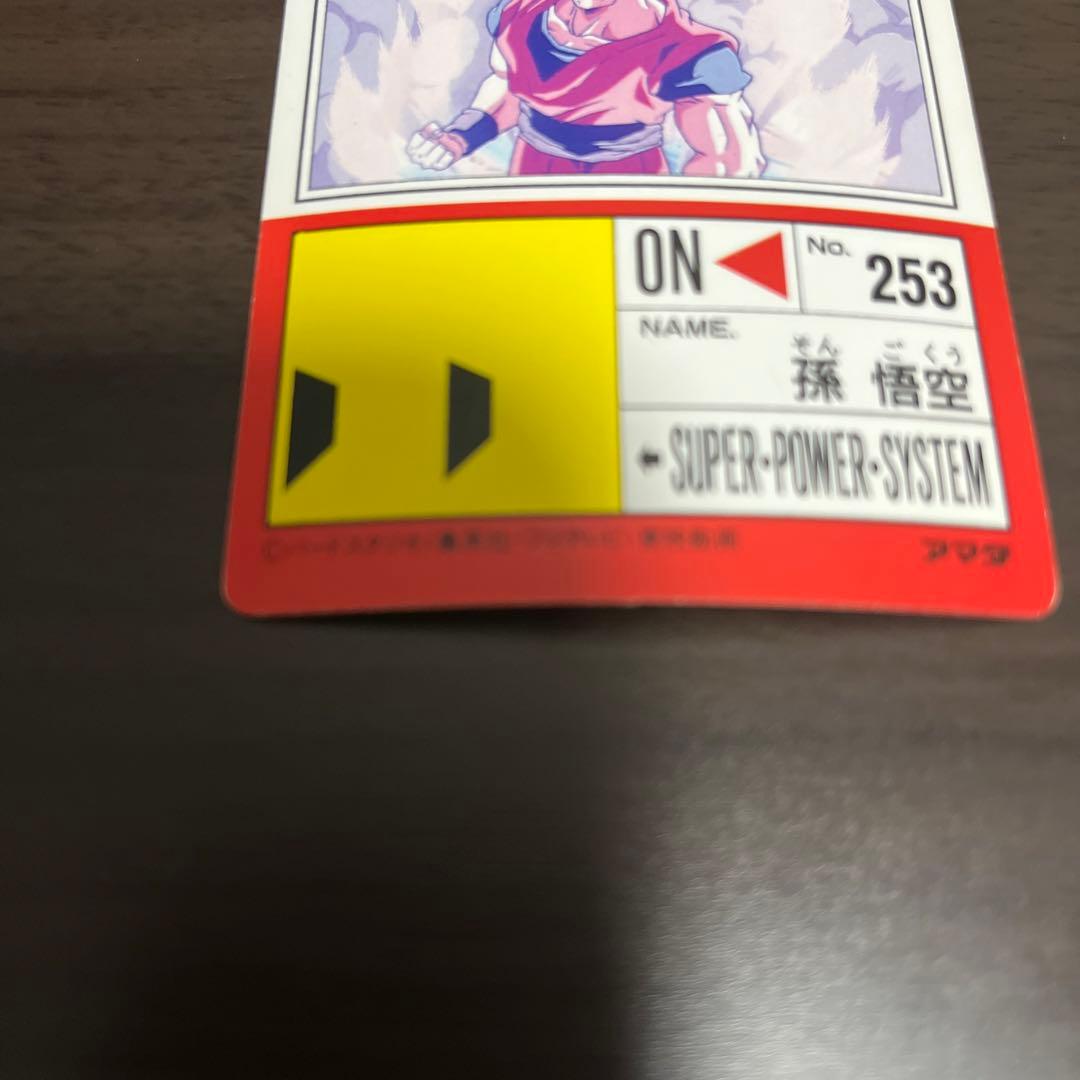 ON
No. 253
NAME.
そん ごくう
孫 悟空
SUPER・POWER・SYSTEM
アマダ